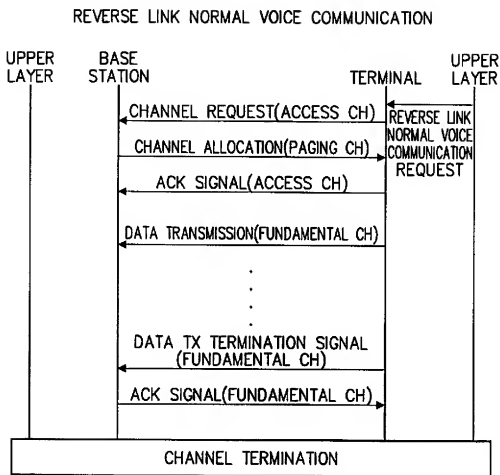 REVERSE LINK NORMAL VOICE COMMUNICATION
UPPER LAYER
BASE STATION
TERMINAL
UPPER LAYER
CHANNEL REQUEST(ACCESS CH)
REVERSE LINK
NORMAL VOICE
COMMUNICATION
REQUEST
CHANNEL ALLOCATION(PAGING CH)
ACK SIGNAL(ACCESS CH)
DATA TRANSMISSION(FUNDAMENTAL CH)
DATA TX TERMINATION SIGNAL
(FUNDAMENTAL CH)
ACK SIGNAL(FUNDAMENTAL CH)
CHANNEL TERMINATION